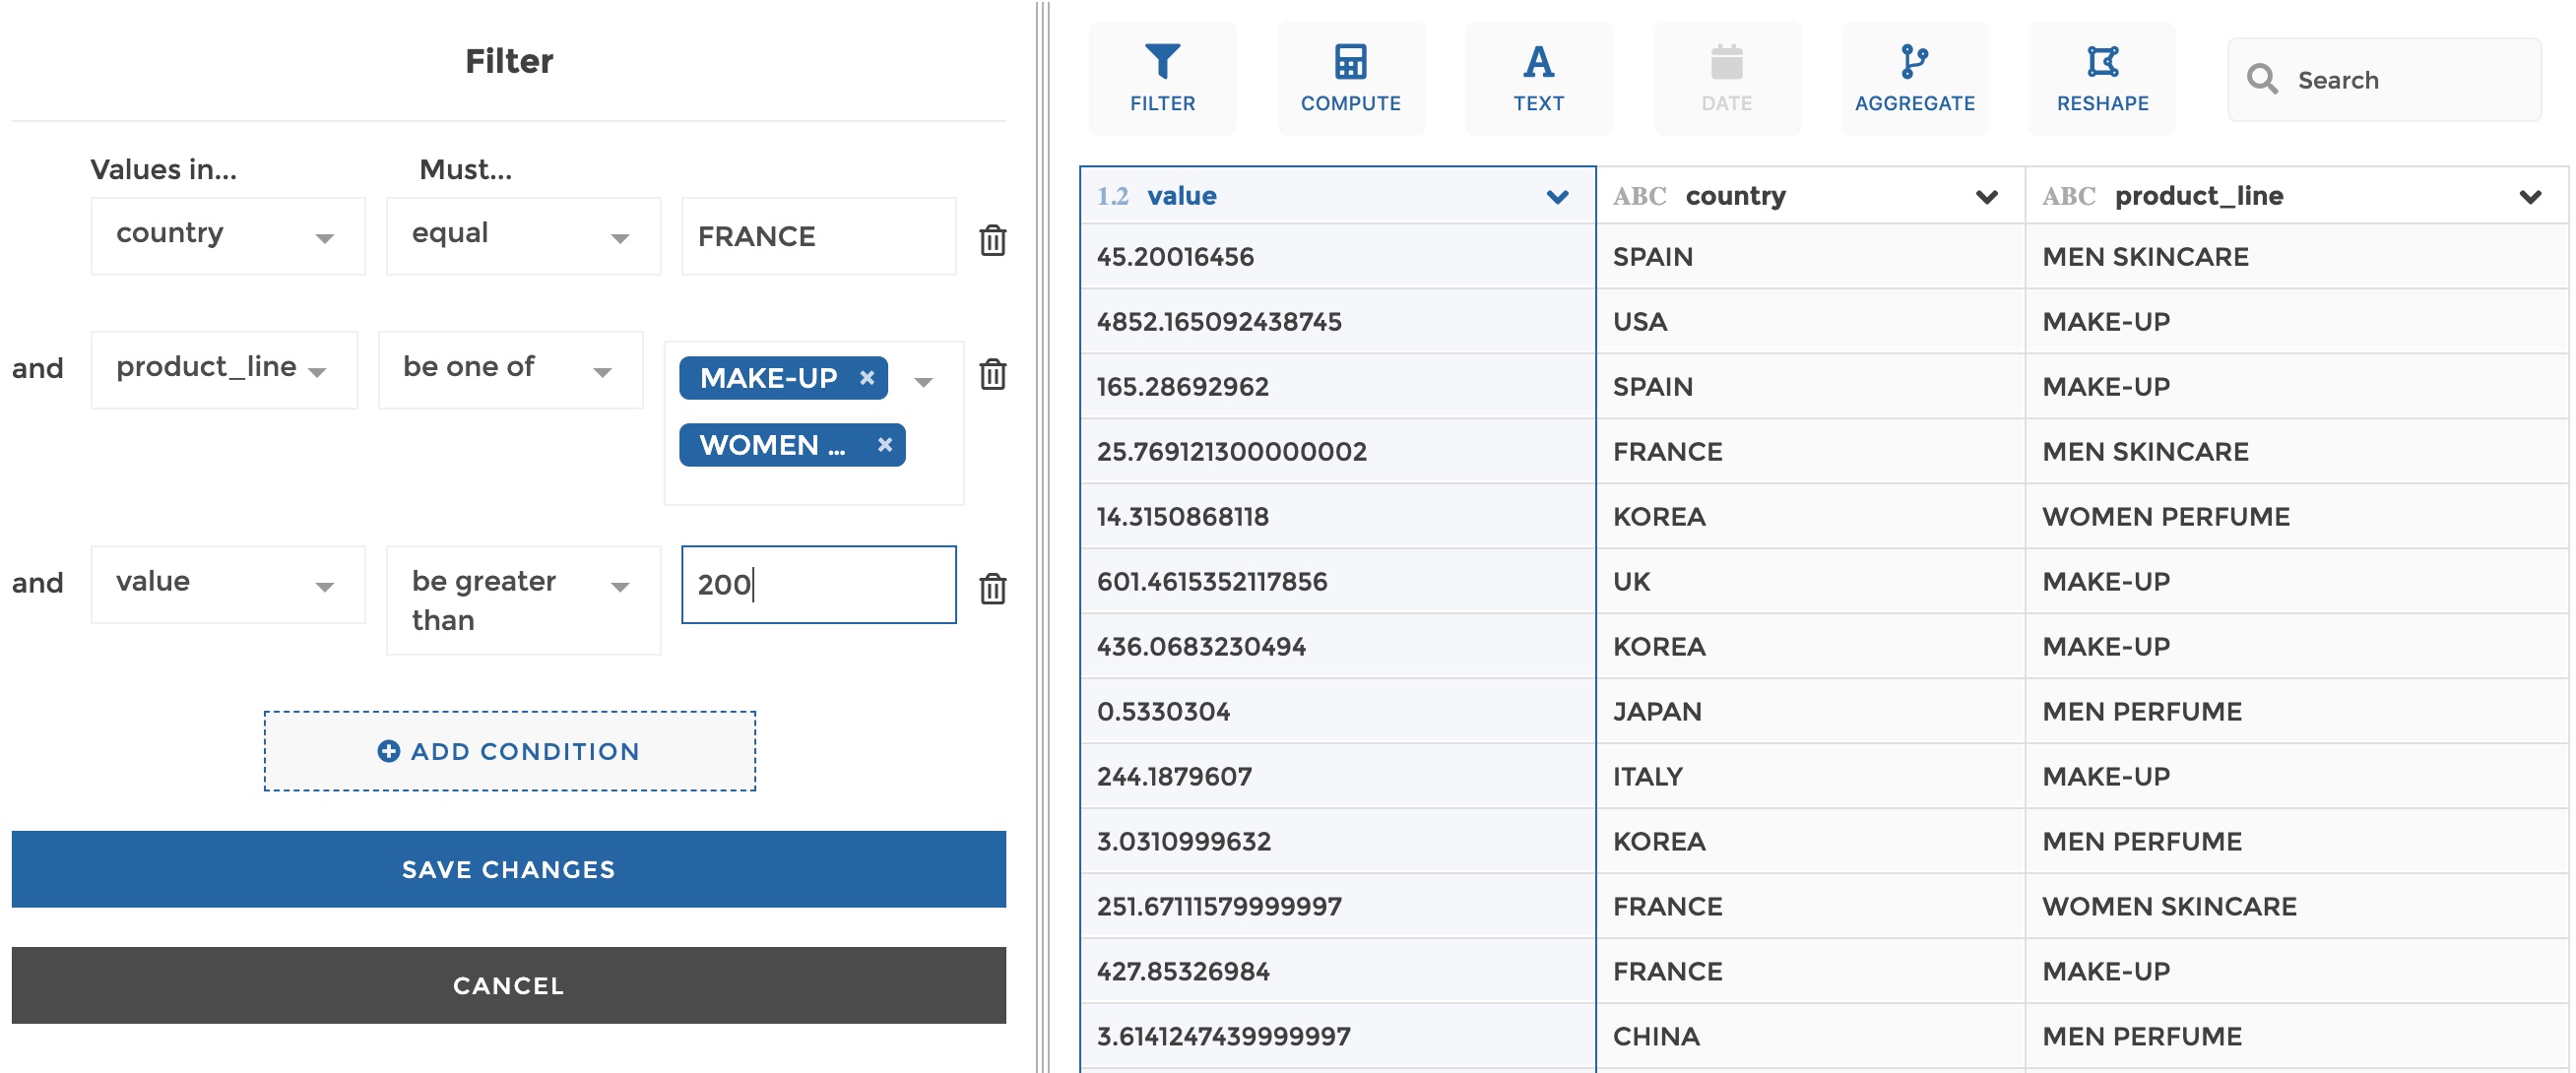 Filter
Values in... Must...
country equal FRANCE
and product_line be one of MAKE-UP ×
WOMEN ... ×
and value be greater than 200
ADD CONDITION
SAVE CHANGES
CANCEL
FILTER COMPUTE TEXT DATE AGGREGATE RESHAPE Search
1.2 value ABC country ABC product_line
45.20016456 SPAIN MEN SKINCARE
4852.165092438745 USA MAKE-UP
165.28692962 SPAIN MAKE-UP
25.769121300000002 FRANCE MEN SKINCARE
14.3150868118 KOREA WOMEN PERFUME
601.4615352117856 UK MAKE-UP
436.0683230494 KOREA MAKE-UP
0.5330304 JAPAN MEN PERFUME
244.1879607 ITALY MAKE-UP
3.0310999632 KOREA MEN PERFUME
251.67111579999997 FRANCE WOMEN SKINCARE
427.85326984 FRANCE MAKE-UP
3.6141247439999997 CHINA MEN PERFUME